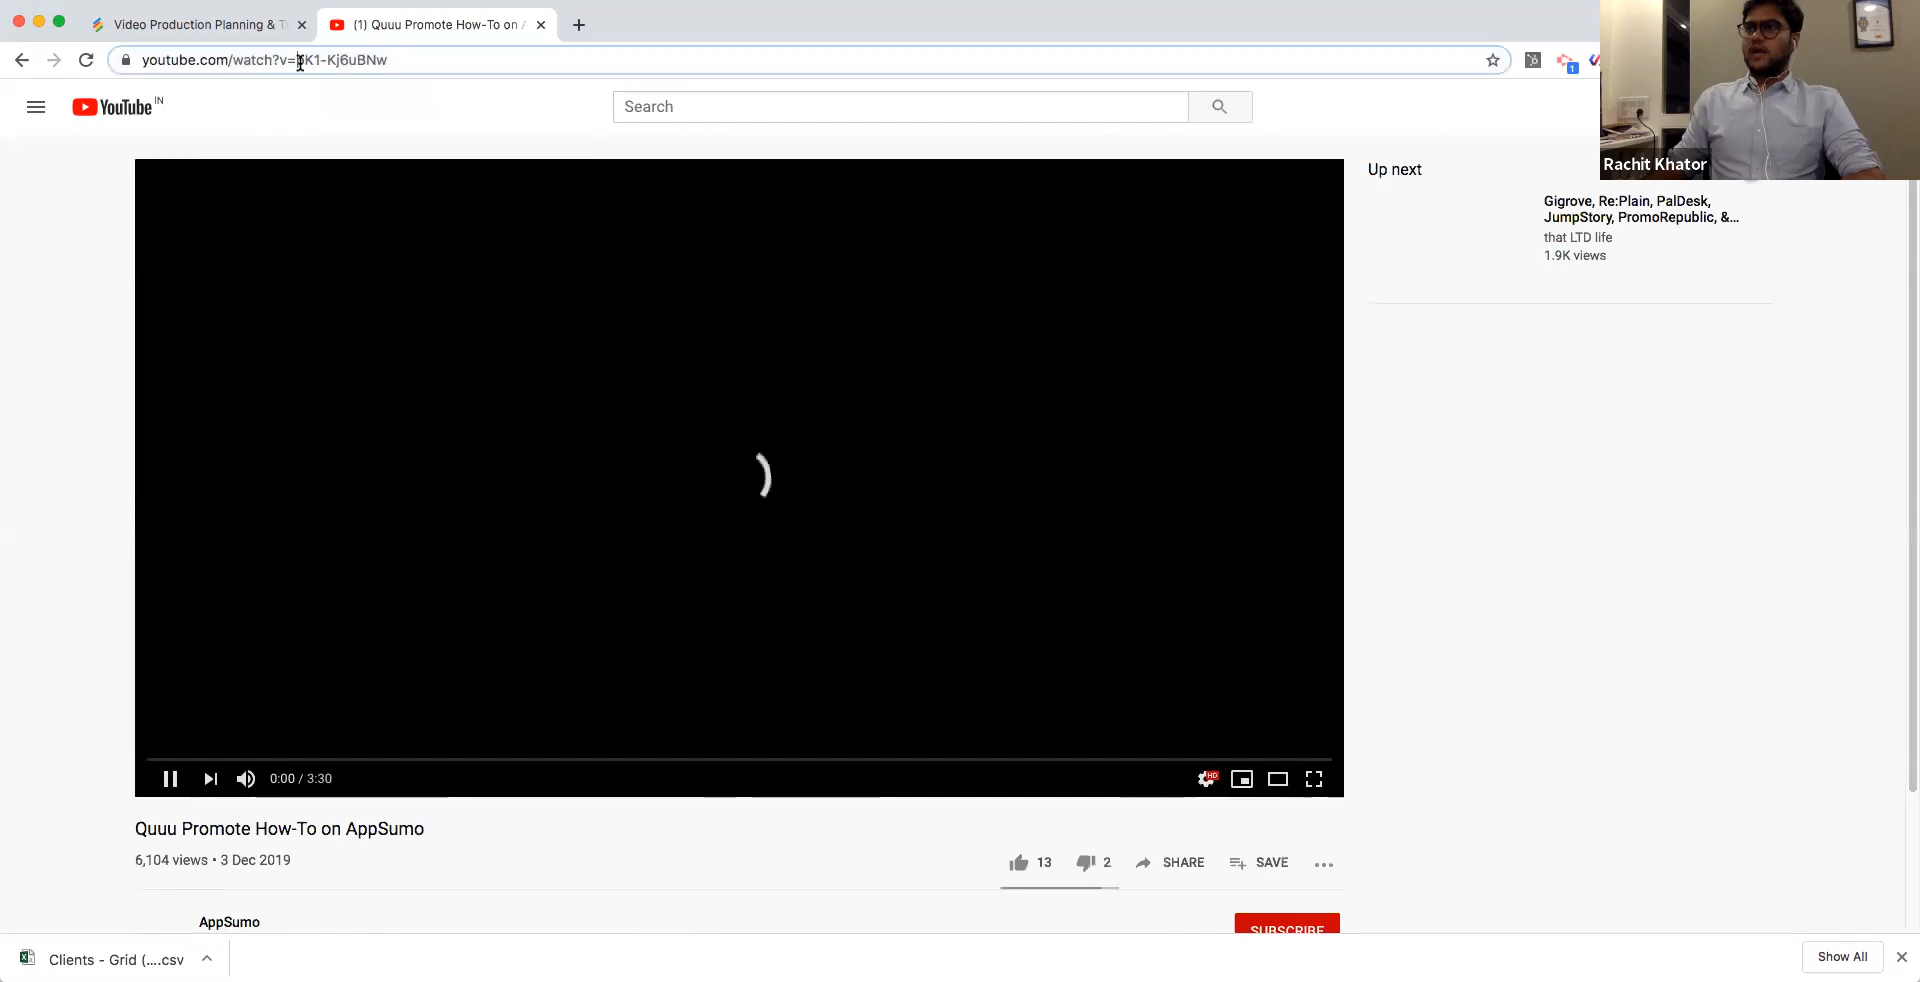 Video Production Planning & T
(1) Quuu Promote How-To on
youtube.com/watch?v=
K1-Kj6uBNw
1
YouTube IN
Search
Rachit Khator
Up next
Gigrove, Re:Plain, PalDesk,
JumpStory, PromoRepublic, &...
that LTD life
1.9K views
0:00 / 3:30
HD
Quuu Promote How-To on AppSumo
6,104 views • 3 Dec 2019
13
2
SHARE
SAVE
AppSumo
SUBSCRIBE
Clients - Grid (....csv
Show All